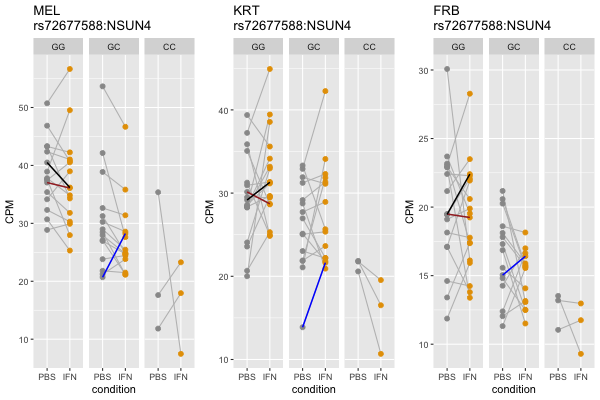 MEL
rs72677588:NSUN4
GG GC CC
CPM
50
40
30
20
10
PBS IFN PBS IFN PBS IFN
condition
KRT
rs72677588:NSUN4
GG GC CC
CPM
40
30
20
10
PBS IFN PBS IFN PBS IFN
condition
FRB
rs72677588:NSUN4
GG GC CC
CPM
30
25
20
15
10
PBS IFN PBS IFN PBS IFN
condition